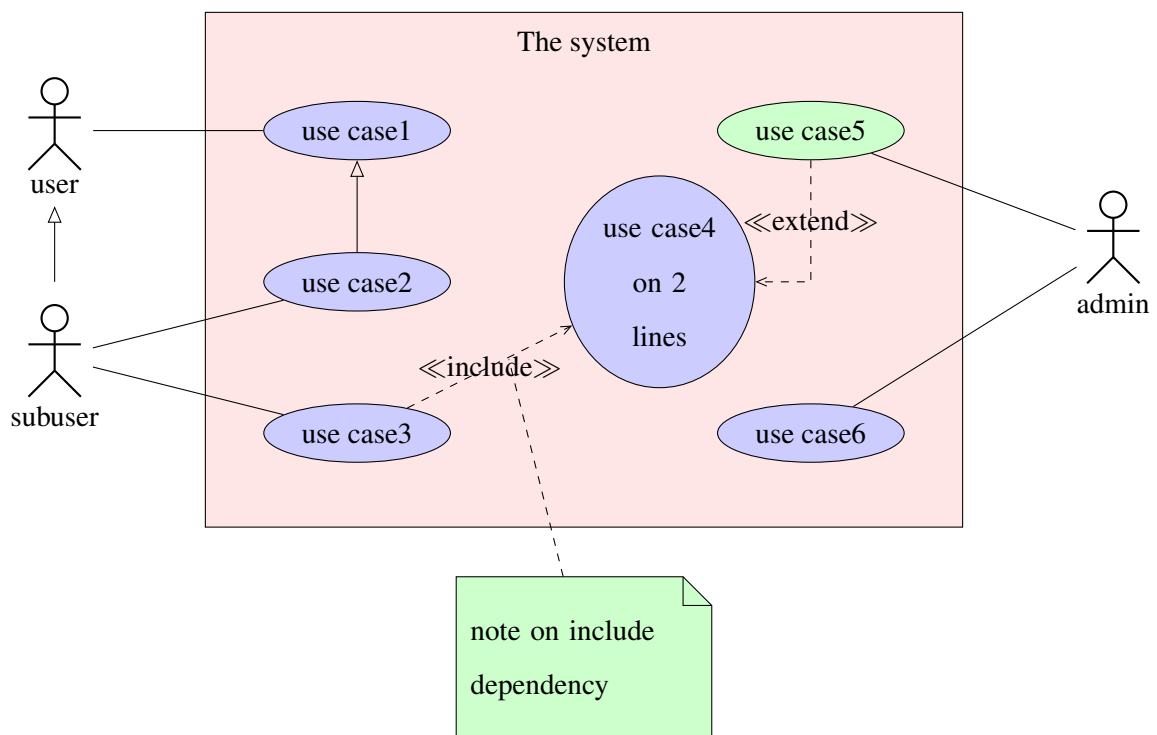 The system
user
use case1
use case5
use case4
on 2
lines
≪extend≫
use case2
admin
≪include≫
subuser
use case3
use case6
note on include
dependency